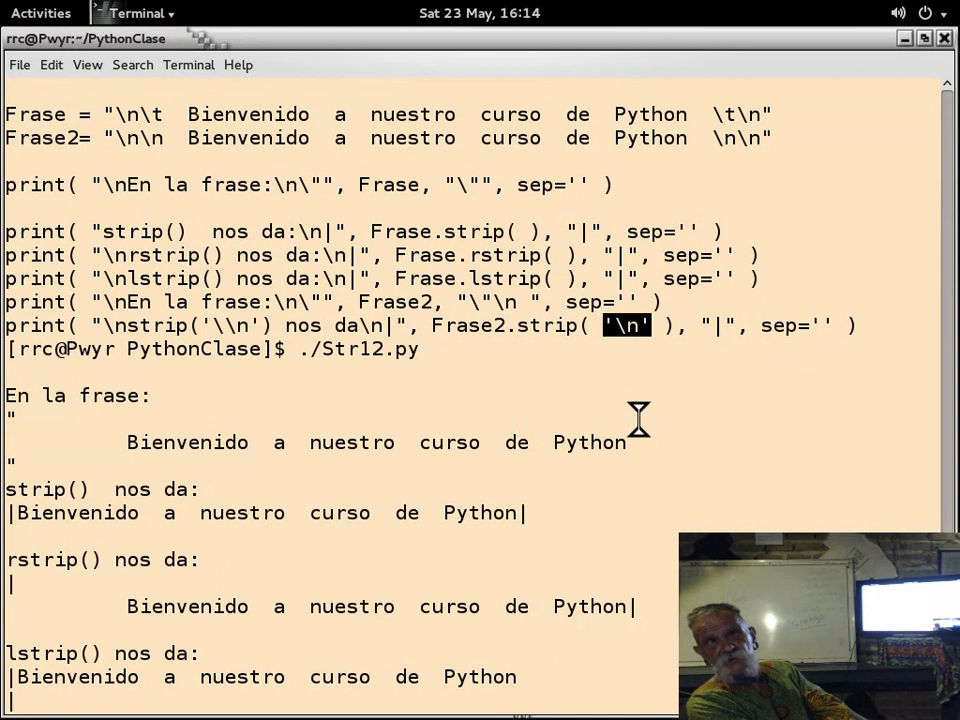 Activities Terminal Sat 23 May, 16:14
rrc@Pwyr:~/PythonClase
File Edit View Search Terminal Help
Frase = "\n\t  Bienvenido  a  nuestro  curso  de  Python  \t\n"
Frase2= "\n\n  Bienvenido  a  nuestro  curso  de  Python  \n\n"
print( "\nEn la frase:\n\"", Frase, "\"", sep='' )
print( "strip()  nos da:\n|", Frase.strip( ), "|", sep='' )
print( "\nrstrip() nos da:\n|", Frase.rstrip( ), "|", sep='' )
print( "\nlstrip() nos da:\n|", Frase.lstrip( ), "|", sep='' )
print( "\nEn la frase:\n\"", Frase2, "\"\n ", sep='' )
print( "\nstrip('\\n') nos da\n|", Frase2.strip( '\n' ), "|", sep='' )
[rrc@Pwyr PythonClase]$ ./Str12.py
En la frase:
"
Bienvenido  a  nuestro  curso  de  Python
"
strip()  nos da:
|Bienvenido  a  nuestro  curso  de  Python|
rstrip() nos da:
|
Bienvenido  a  nuestro  curso  de  Python|
lstrip() nos da:
|Bienvenido  a  nuestro  curso  de  Python
|